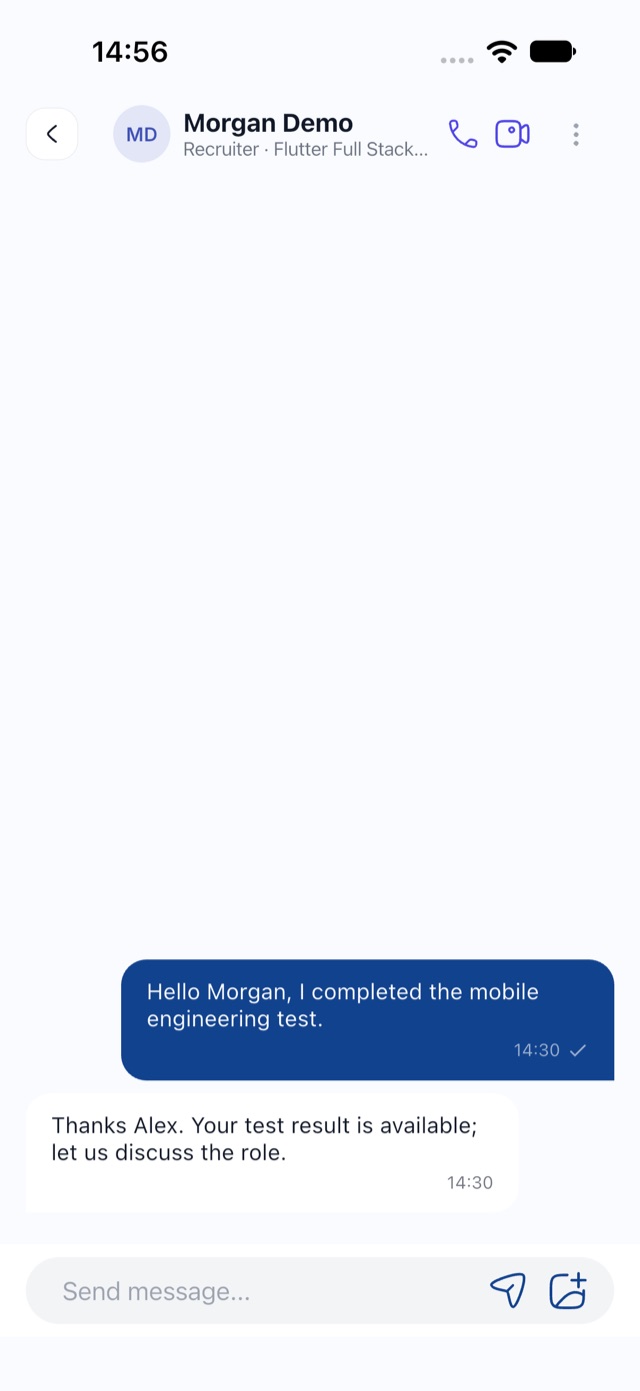 14:56
MD
Morgan Demo
Recruiter · Flutter Full Stack...
Hello Morgan, I completed the mobile
engineering test.
14:30
Thanks Alex. Your test result is available;
let us discuss the role.
14:30
Send message...